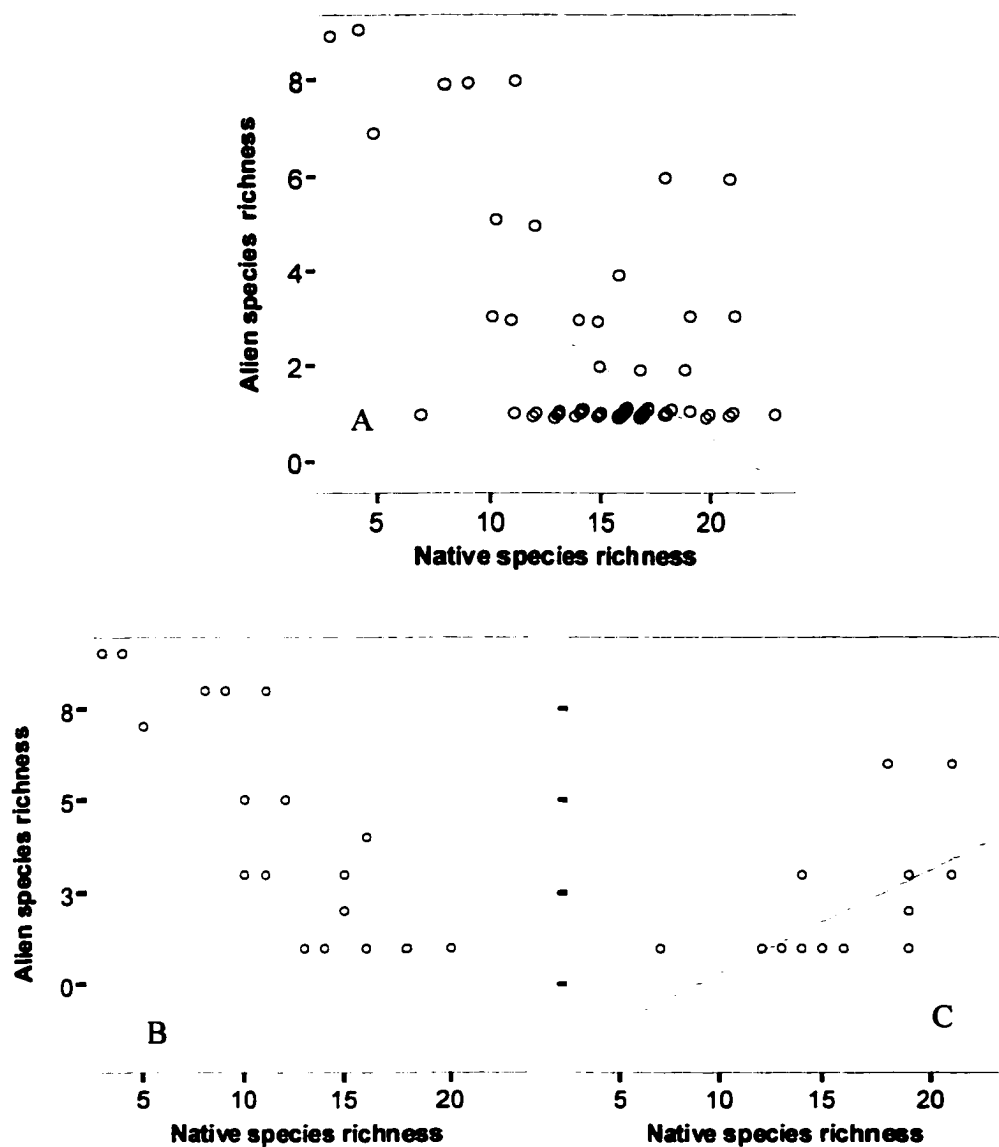 8-
6-
4-
2-
0-
Alien species richness
A
5 10 15 20
Native species richness
8-
5-
3-
0-
Alien species richness
B
5 10 15 20
Native species richness
C
5 10 15 20
Native species richness